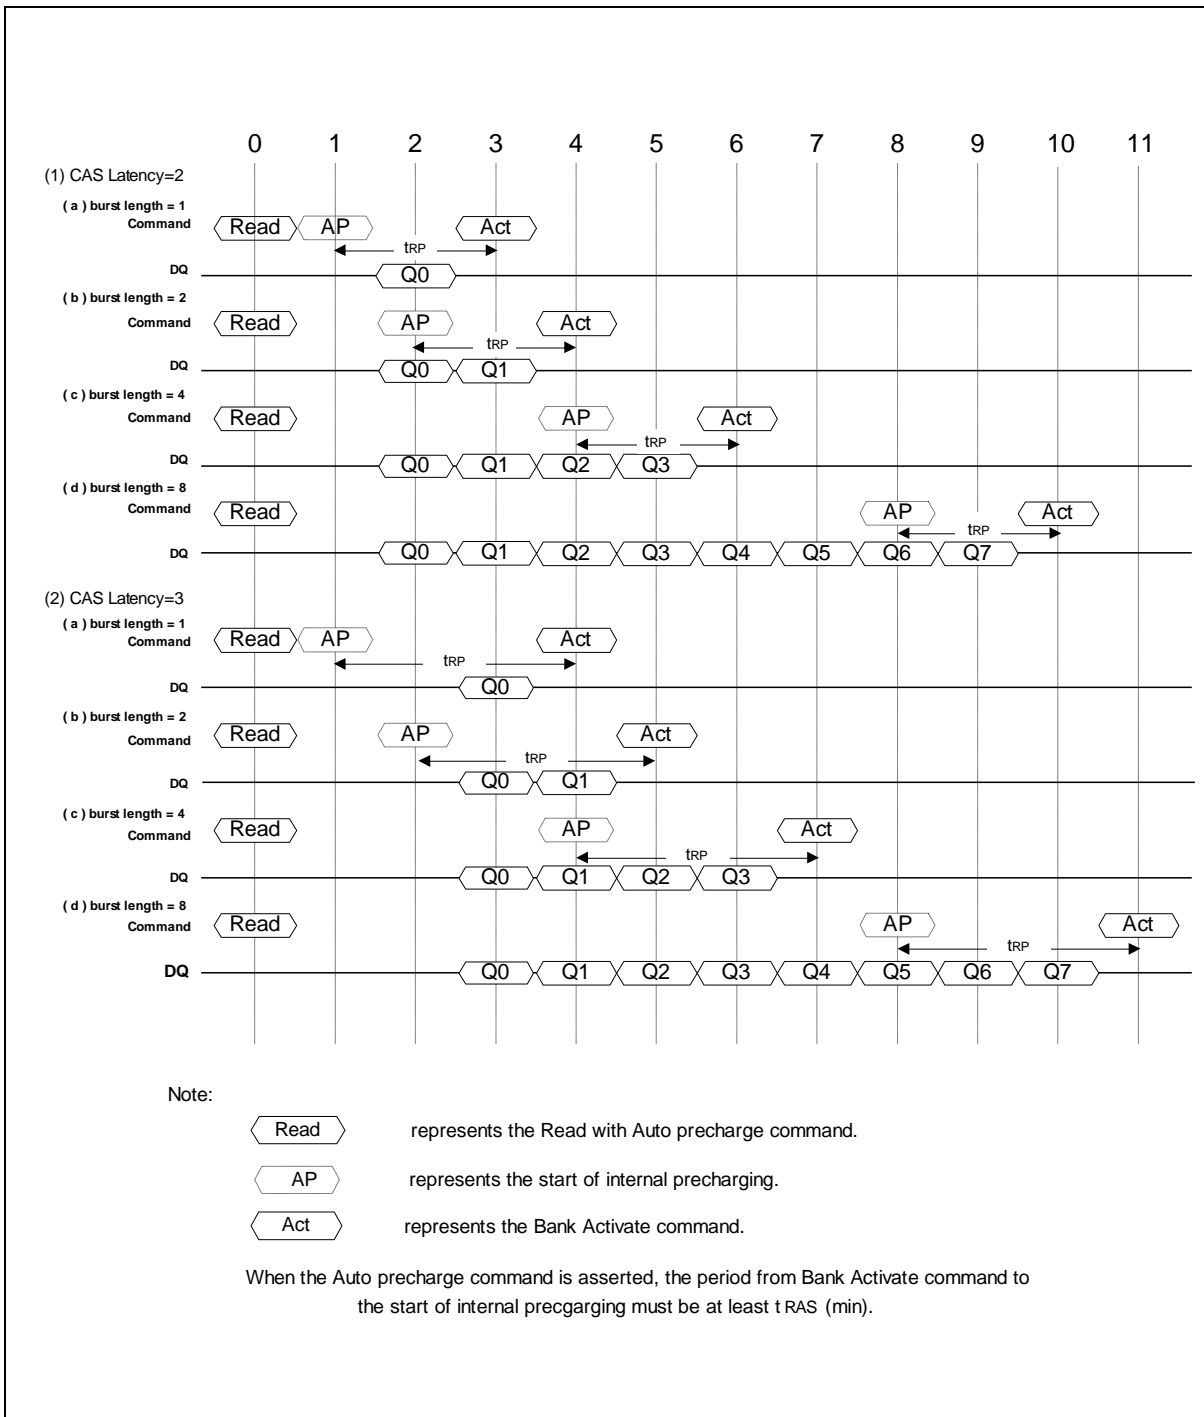 0 1 2 3 4 5 6 7 8 9 10 11
(1) CAS Latency=2
( a ) burst length = 1
Command Read AP Act
tRP
DQ Q0
( b ) burst length = 2
Command Read AP Act
tRP
DQ Q0 Q1
( c ) burst length = 4
Command Read AP Act
tRP
DQ Q0 Q1 Q2 Q3
( d ) burst length = 8
Command Read AP Act
tRP
DQ Q0 Q1 Q2 Q3 Q4 Q5 Q6 Q7
(2) CAS Latency=3
( a ) burst length = 1
Command Read AP Act
tRP
DQ Q0
( b ) burst length = 2
Command Read AP Act
tRP
DQ Q0 Q1
( c ) burst length = 4
Command Read AP Act
tRP
DQ Q0 Q1 Q2 Q3
( d ) burst length = 8
Command Read AP Act
tRP
DQ Q0 Q1 Q2 Q3 Q4 Q5 Q6 Q7
Note:
Read represents the Read with Auto precharge command.
AP represents the start of internal precharging.
Act represents the Bank Activate command.
When the Auto precharge command is asserted, the period from Bank Activate command to
the start of internal precgarging must be at least t RAS (min).